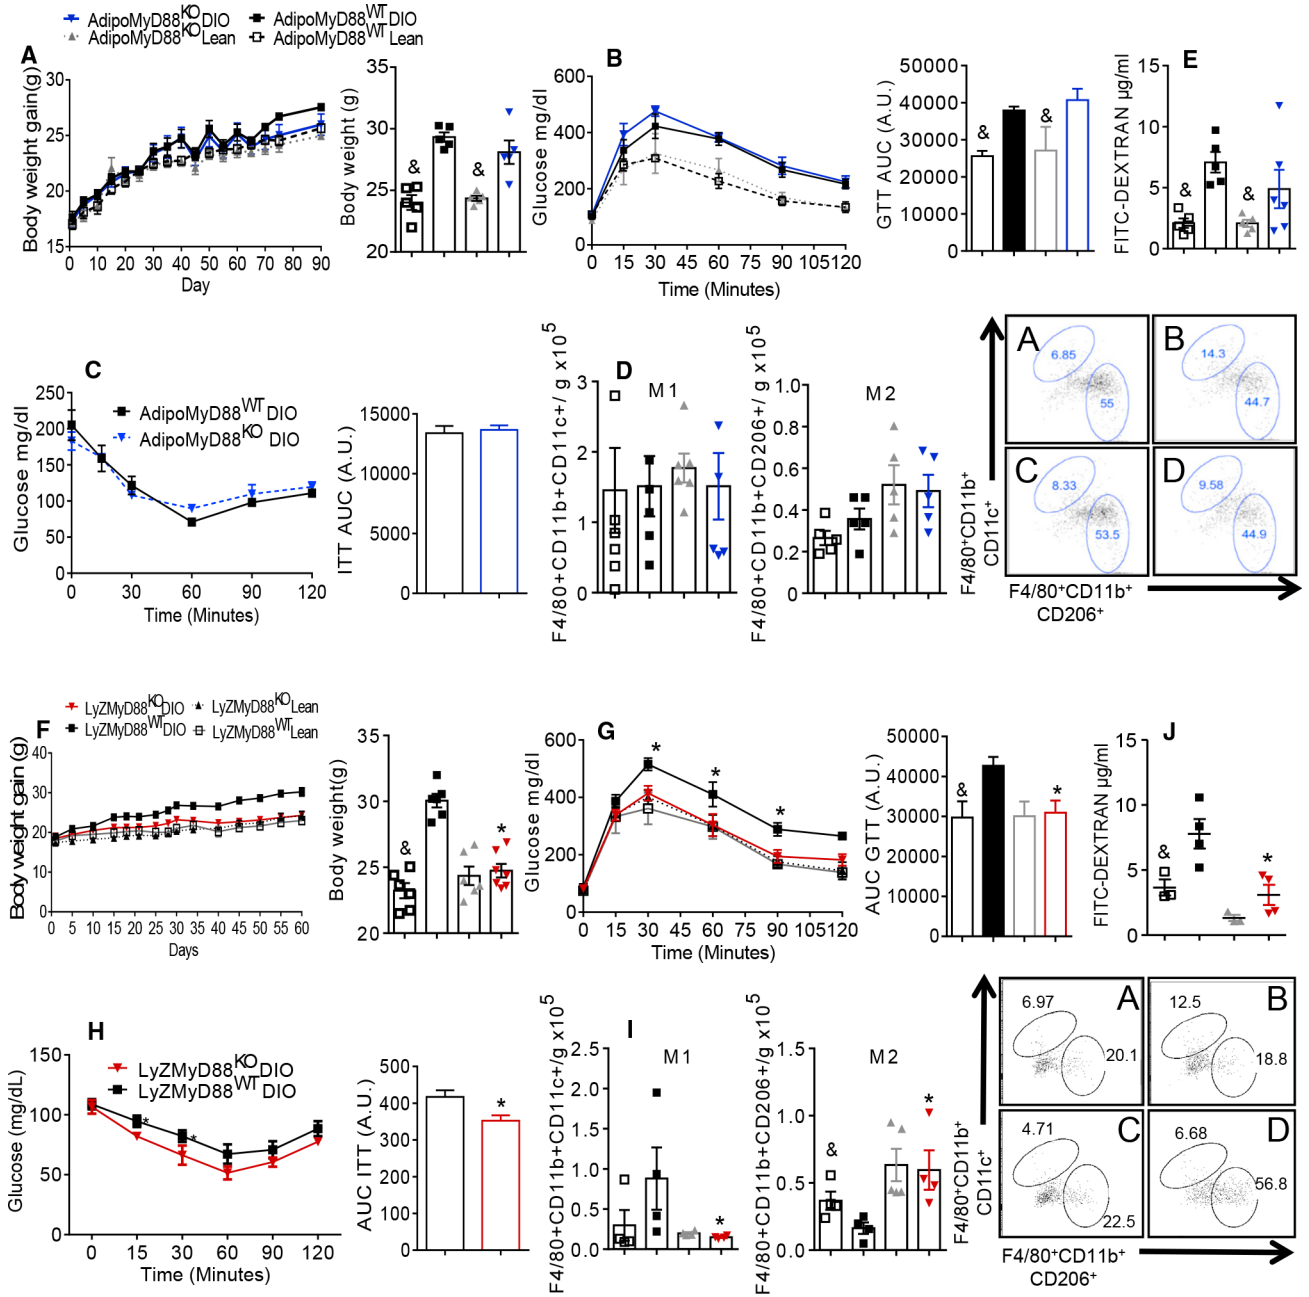 AdipoMyD88KO DIO
AdipoMyD88WT DIO
AdipoMyD88KO Lean
AdipoMyD88WT Lean
A
Body weight gain(g)
30
25
20
15
0 10 20 30 40 50 60 70 80 90
Day
Body weight (g)
35
30
25
20
&
&
B
Glucose mg/dl
600
400
200
0
0 15 30 45 60 75 90 105 120
Time (Minutes)
GTT AUC (A.U.)
50000
40000
30000
20000
10000
0
&
&
E
FITC-DEXTRAN µg/ml
15
10
5
0
&
&
C
Glucose mg/dl
250
200
150
100
50
0
AdipoMyD88WT DIO
AdipoMyD88KO DIO
0 30 60 90 120
Time (Minutes)
ITT AUC (A.U.)
15000
10000
5000
0
D
F4/80+CD11b+CD11c+/ g x10^5
M1
3
2
1
0
F4/80+CD11b+CD206+/ g x10^5
M2
1.0
0.8
0.6
0.4
0.2
0
F4/80+CD11b+
CD11c+
A
6.85
55
B
14.3
44.7
C
8.33
53.5
D
9.58
44.9
F4/80+CD11b+
CD206+
LyZMyD88KO DIO
LyZMyD88KO Lean
LyZMyD88WT DIO
LyZMyD88WT Lean
F
Body weight gain (g)
40
30
20
10
0
0 5 10 15 20 25 30 35 40 45 50 55 60
Days
Body weight(g)
35
30
25
20
&
*
G
Glucose mg/dl
600
400
200
0
*
*
*
0 15 30 45 60 75 90 105 120
Time (Minutes)
AUC GTT (A.U.)
50000
40000
30000
20000
10000
0
&
*
J
FITC-DEXTRAN µg/ml
15
10
5
0
&
*
H
Glucose (mg/dL)
150
100
50
0
LyZMyD88KO DIO
LyZMyD88WT DIO
*
*
0 15 30 60 90 120
Time (Minutes)
AUC ITT (A.U.)
500
400
300
200
100
0
*
I
F4/80+CD11b+CD11c+/g x10^5
M1
2.5
2.0
1.5
1.0
0.5
0.0
*
F4/80+CD11b+CD206+/g x10^5
M2
1.5
1.0
0.5
0.0
&
*
F4/80+CD11b+
CD11c+
A
6.97
20.1
B
12.5
18.8
C
4.71
22.5
D
6.68
56.8
F4/80+CD11b+
CD206+